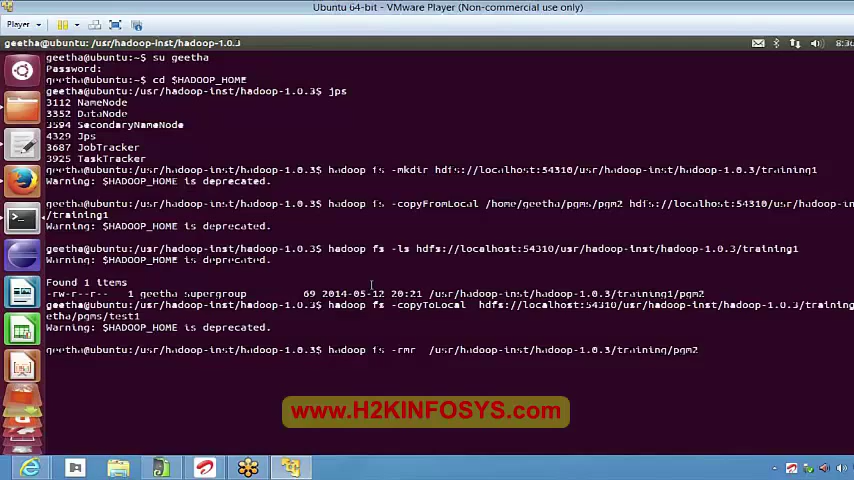 Ubuntu 64-bit - VMware Player (Non-commercial use only)
Player
geetha@ubuntu: /usr/hadoop-inst/hadoop-1.0.3
8:30
geetha@ubuntu:~$ su geetha
Password:
geetha@ubuntu:~$ cd $HADOOP_HOME
geetha@ubuntu:/usr/hadoop-inst/hadoop-1.0.3$ jps
3112 NameNode
3352 DataNode
3594 SecondaryNameNode
4329 Jps
3687 JobTracker
3925 TaskTracker
geetha@ubuntu:/usr/hadoop-inst/hadoop-1.0.3$ hadoop fs -mkdir hdfs://localhost:54310/usr/hadoop-inst/hadoop-1.0.3/training1
Warning: $HADOOP_HOME is deprecated.
geetha@ubuntu:/usr/hadoop-inst/hadoop-1.0.3$ hadoop fs -copyFromLocal /home/geetha/pgms/pgm2 hdfs://localhost:54310/usr/hadoop-inst/hadoop-1.0.3
/training1
Warning: $HADOOP_HOME is deprecated.
geetha@ubuntu:/usr/hadoop-inst/hadoop-1.0.3$ hadoop fs -ls hdfs://localhost:54310/usr/hadoop-inst/hadoop-1.0.3/training1
Warning: $HADOOP_HOME is deprecated.
Found 1 items
-rw-r--r-- 1 geetha supergroup 69 2014-05-12 20:21 /usr/hadoop-inst/hadoop-1.0.3/training1/pgm2
geetha@ubuntu:/usr/hadoop-inst/hadoop-1.0.3$ hadoop fs -copyToLocal hdfs://localhost:54310/usr/hadoop-inst/hadoop-1.0.3/training
etha/pgms/test1
Warning: $HADOOP_HOME is deprecated.
geetha@ubuntu:/usr/hadoop-inst/hadoop-1.0.3$ hadoop fs -rmr /usr/hadoop-inst/hadoop-1.0.3/training/pgm2
www.H2KINFOSYS.com